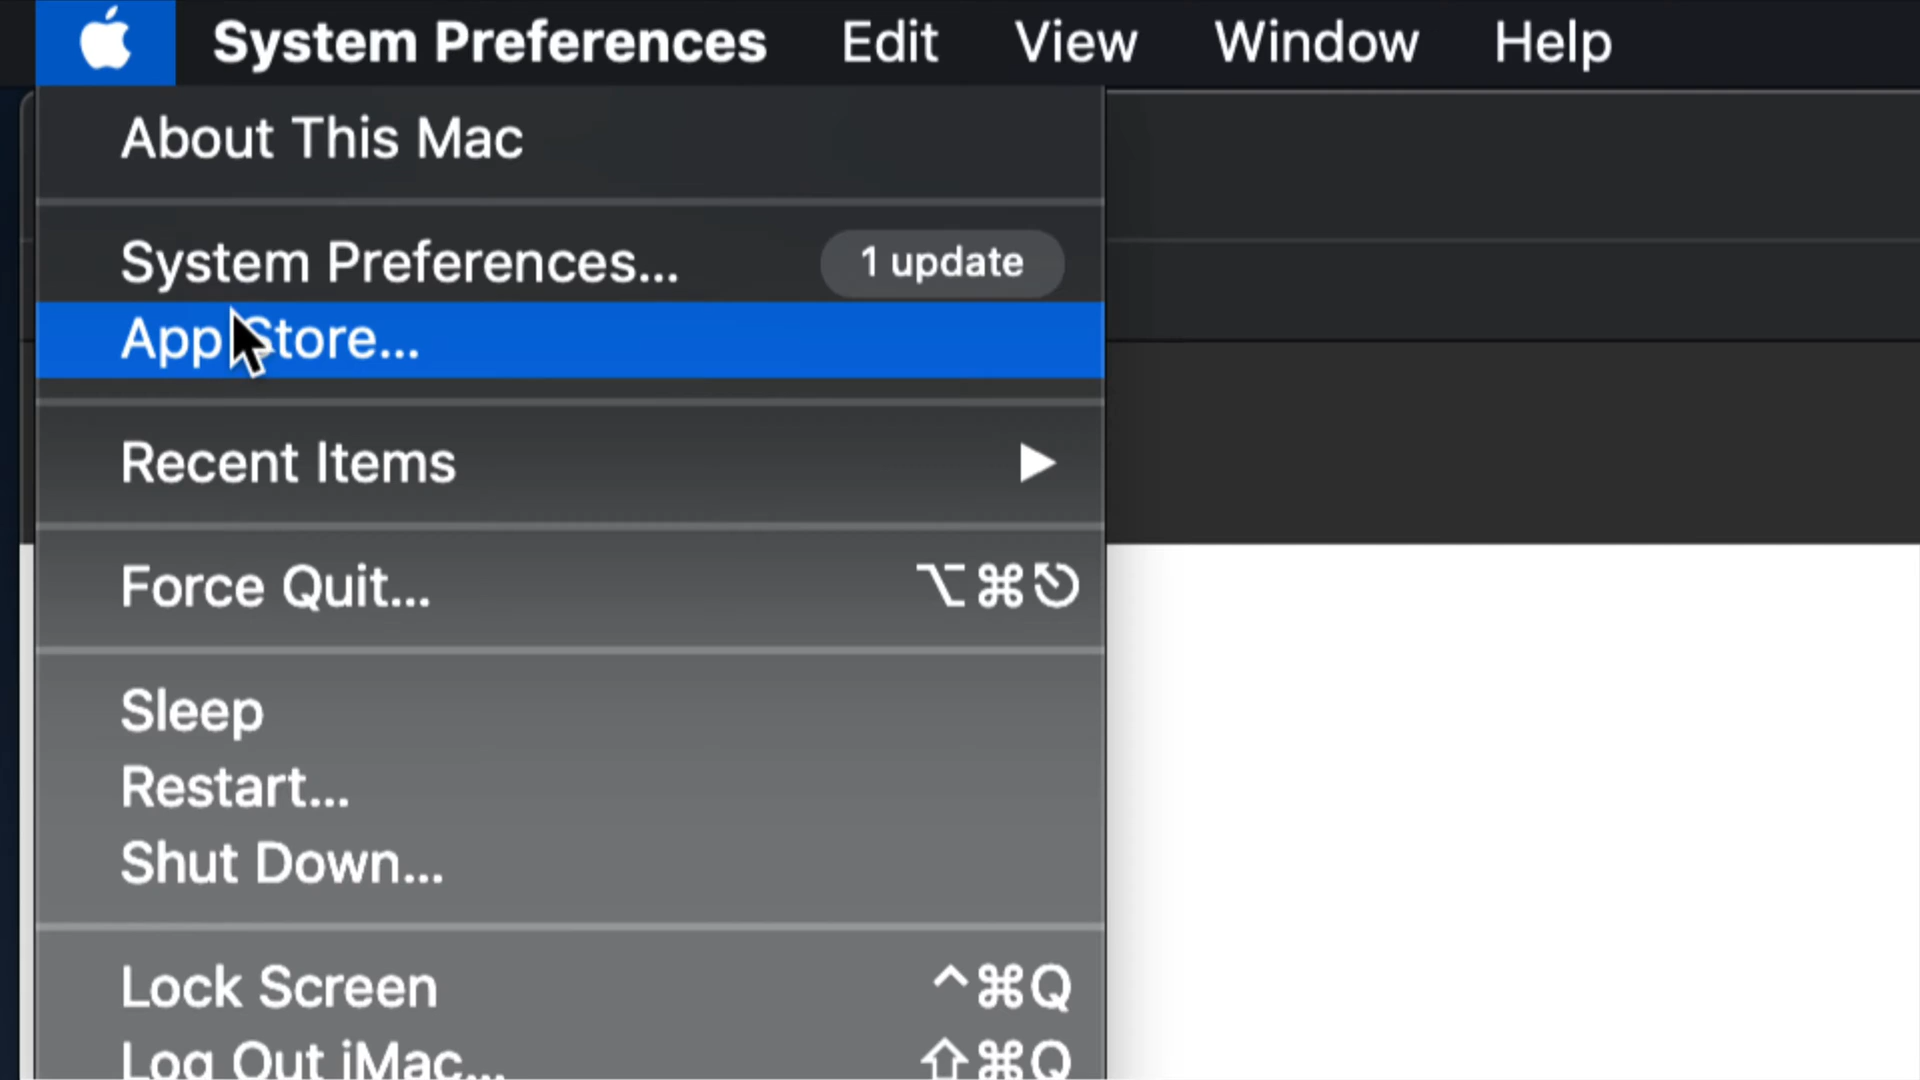 System Preferences Edit View Window Help
About This Mac
System Preferences... 1 update
App Store...
Recent Items ▶
Force Quit... ⌥⌘⎋
Sleep
Restart...
Shut Down...
Lock Screen ^⌘Q
Log Out iMac... ⇧⌘Q